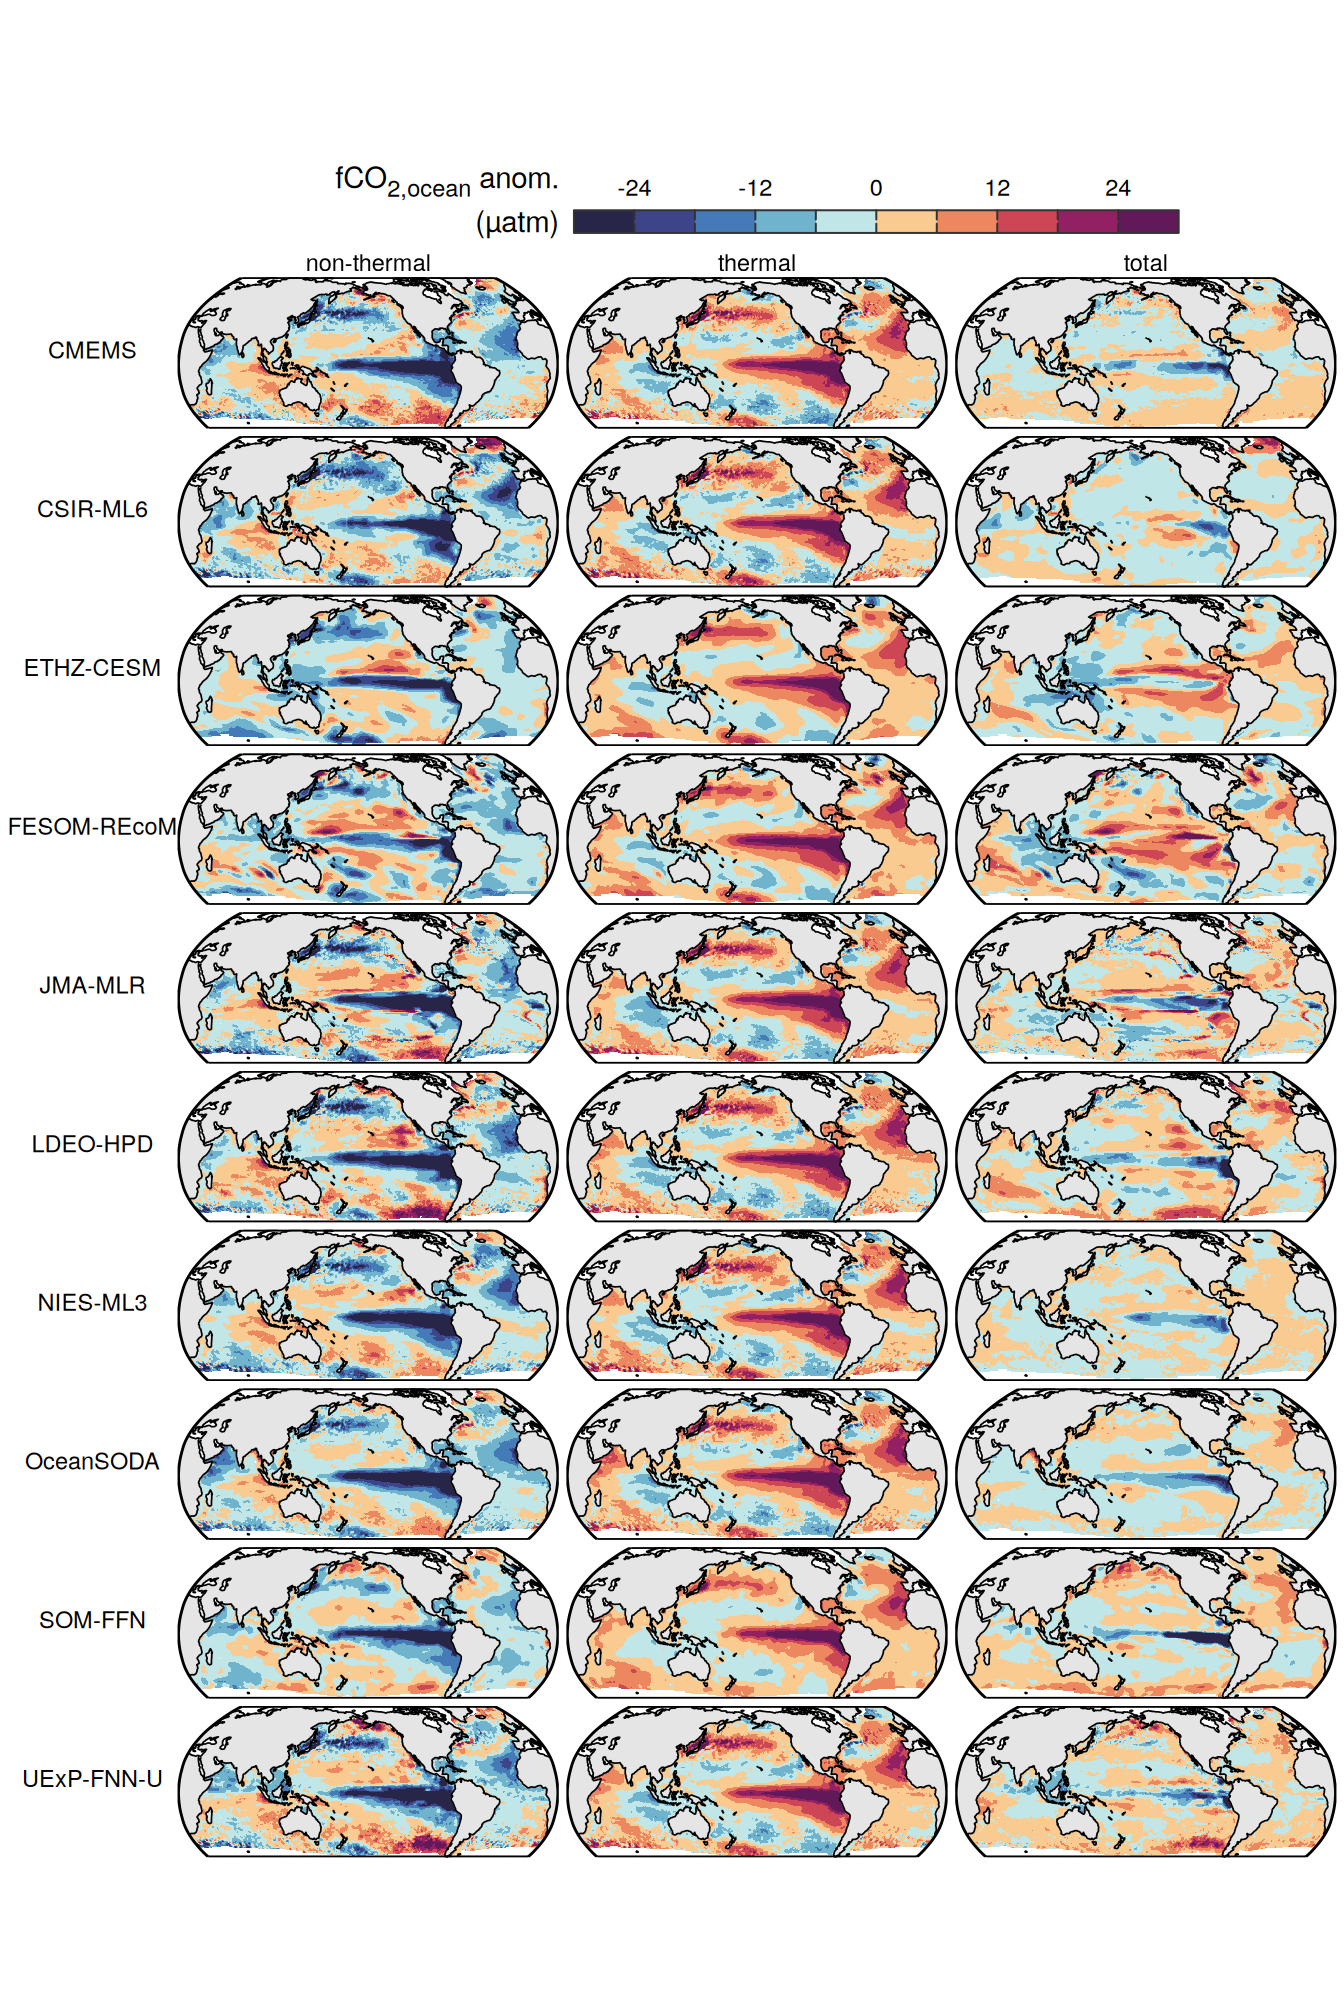 fCO2,ocean anom.
(µatm)
-24 -12 0 12 24
non-thermal thermal total
CMEMS
CSIR-ML6
ETHZ-CESM
FESOM-REcoM
JMA-MLR
LDEO-HPD
NIES-ML3
OceanSODA
SOM-FFN
UExP-FNN-U